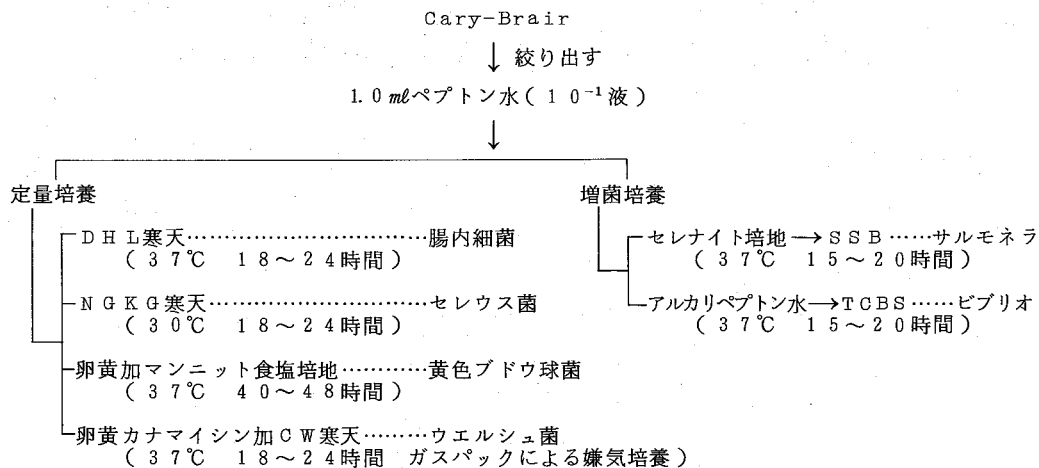 Cary-Brair
↓ 絞り出す
1.0mlペプトン水(10⁻¹液)
↓
定量培養
DHL寒天…………………………腸内細菌
(37℃ 18~24時間)
NGKG寒天…………………………セレウス菌
(30℃ 18~24時間)
卵黄加マンニット食塩培地…………黄色ブドウ球菌
(37℃ 40~48時間)
卵黄カナマイシン加CW寒天………ウエルシュ菌
(37℃ 18~24時間 ガスパックによる嫌気培養)
増菌培養
セレナイト培地→SSB……サルモネラ
(37℃ 15~20時間)
アルカリペプトン水→TCBS……ビブリオ
(37℃ 15~20時間)